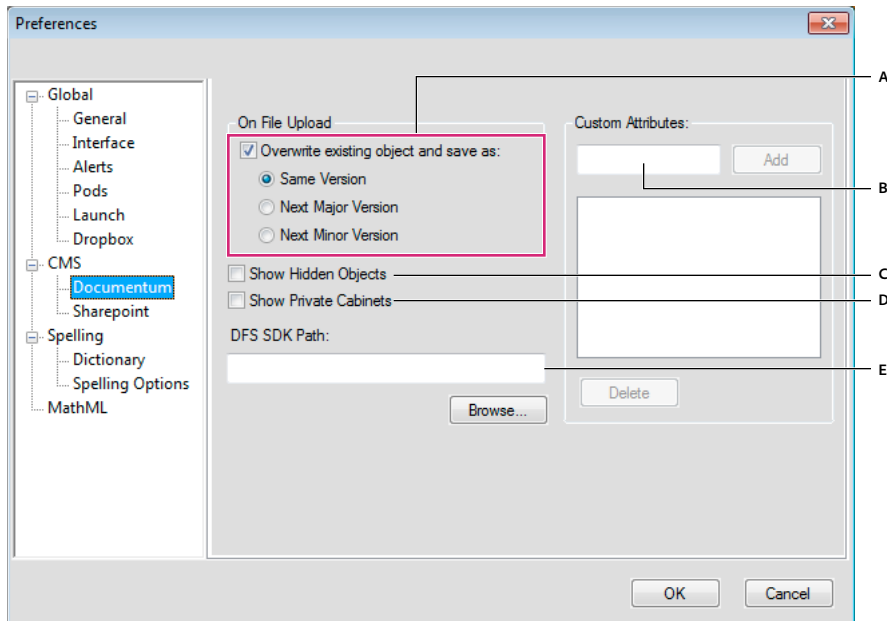 Preferences
A
Global
General
Interface
Alerts
Pods
Launch
Dropbox
CMS
Documentum
Sharepoint
Spelling
Dictionary
Spelling Options
MathML
On File Upload
Overwrite existing object and save as:
Same Version
Next Major Version
Next Minor Version
Show Hidden Objects
C
Show Private Cabinets
D
DFS SDK Path:
E
Browse...
Custom Attributes:
Add
B
Delete
OK
Cancel